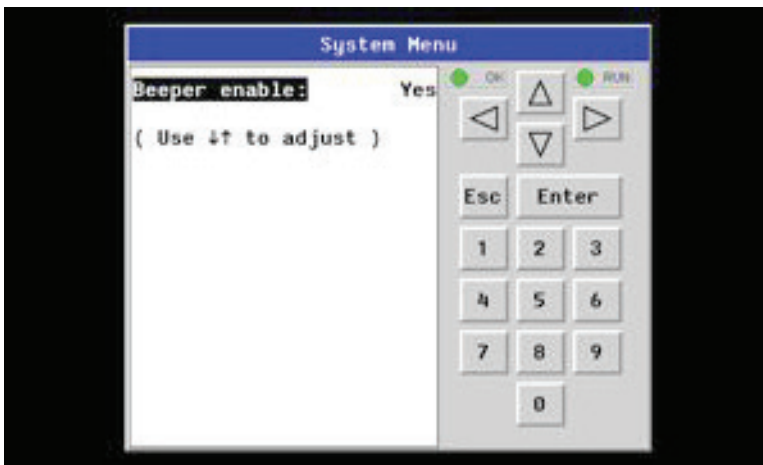 System Menu
Beeper enable: Yes
( Use ↓↑ to adjust )
OK
RUN
Esc Enter
1 2 3
4 5 6
7 8 9
0